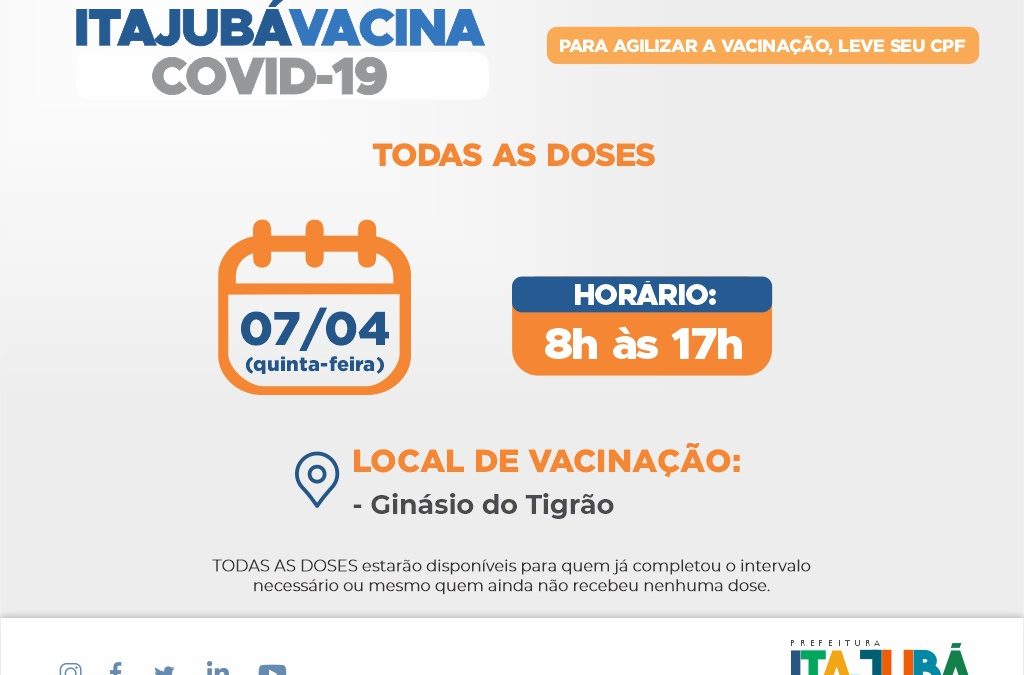 ITAJUBÁVACINA
COVID-19
PARA AGILIZAR A VACINAÇÃO, LEVE SEU CPF
TODAS AS DOSES
07/04
(quinta-feira)
HORÁRIO:
8h às 17h
LOCAL DE VACINAÇÃO:
- Ginásio do Tigrão
TODAS AS DOSES estarão disponíveis para quem já completou o intervalo
necessário ou mesmo quem ainda não recebeu nenhuma dose.
PREFEITURA
ITAJUBÁ